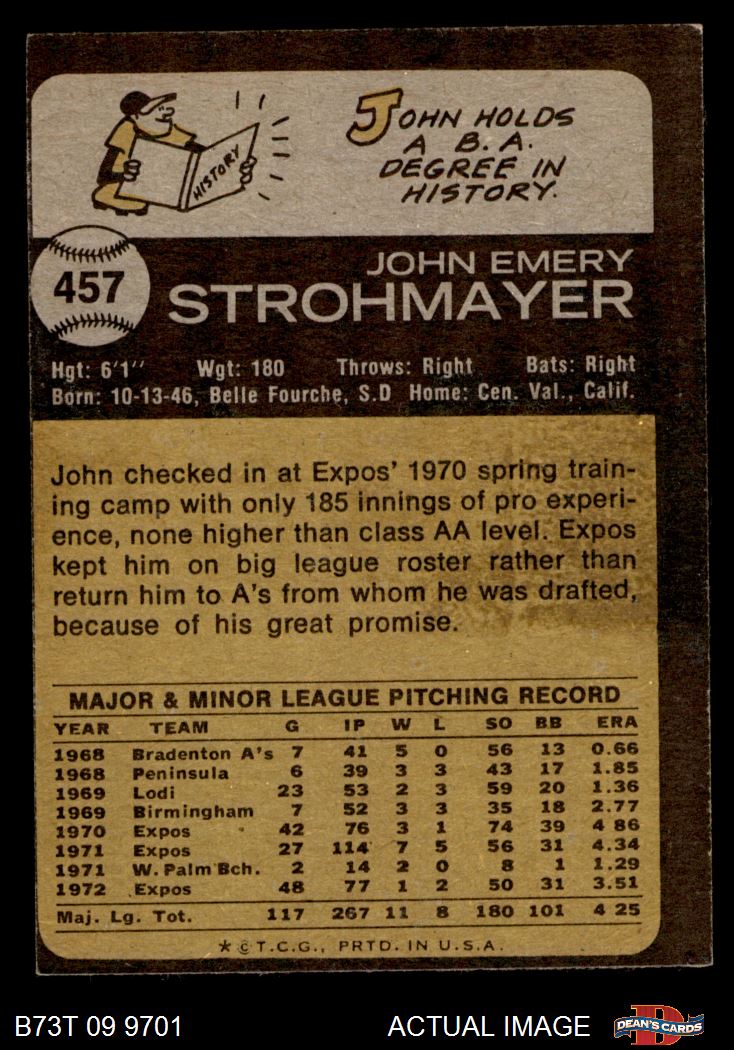 JOHN HOLDS
A B.A.
DEGREE IN
HISTORY.
HISTORY
457
JOHN EMERY
STROHMAYER
Hgt: 6'1" Wgt: 180 Throws: Right Bats: Right
Born: 10-13-46, Belle Fourche, S.D Home: Cen. Val., Calif.
John checked in at Expos' 1970 spring train-
ing camp with only 185 innings of pro experi-
ence, none higher than class AA level. Expos
kept him on big league roster rather than
return him to A's from whom he was drafted,
because of his great promise.
MAJOR & MINOR LEAGUE PITCHING RECORD
YEAR TEAM G IP W L SO BB ERA
1968 Bradenton A's 7 41 5 0 56 13 0.66
1968 Peninsula 6 39 3 3 43 17 1.85
1969 Lodi 23 53 2 3 59 20 1.36
1969 Birmingham 7 52 3 3 35 18 2.77
1970 Expos 42 76 3 1 74 39 4 86
1971 Expos 27 114 7 5 56 31 4.34
1971 W. Palm Bch. 2 14 2 0 8 1 1.29
1972 Expos 48 77 1 2 50 31 3.51
Maj. Lg. Tot. 117 267 11 8 180 101 4 25
* © T.C.G., PRTD. IN U.S.A.
B73T 09 9701 ACTUAL IMAGE DEAN'S CARDS